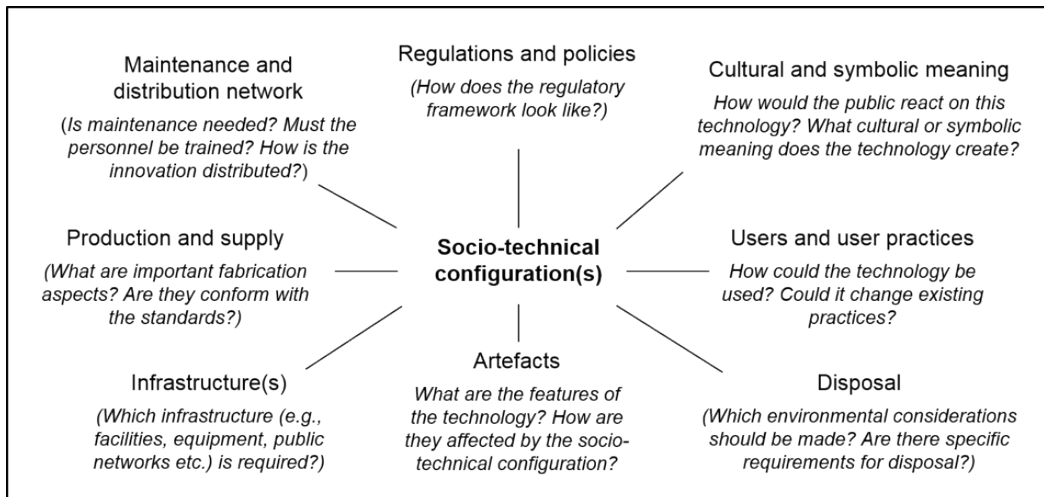 Maintenance and
distribution network
(Is maintenance needed? Must the
personnel be trained? How is the
innovation distributed?)
Regulations and policies
(How does the regulatory
framework look like?)
Cultural and symbolic meaning
How would the public react on this
technology? What cultural or symbolic
meaning does the technology create?
Production and supply
(What are important fabrication
aspects? Are they conform with
the standards?)
Socio-technical
configuration(s)
Users and user practices
How could the technology be
used? Could it change existing
practices?
Infrastructure(s)
(Which infrastructure (e.g.,
facilities, equipment, public
networks etc.) is required?)
Artefacts
What are the features of
the technology? How are
they affected by the socio-
technical configuration?
Disposal
(Which environmental considerations
should be made? Are there specific
requirements for disposal?)